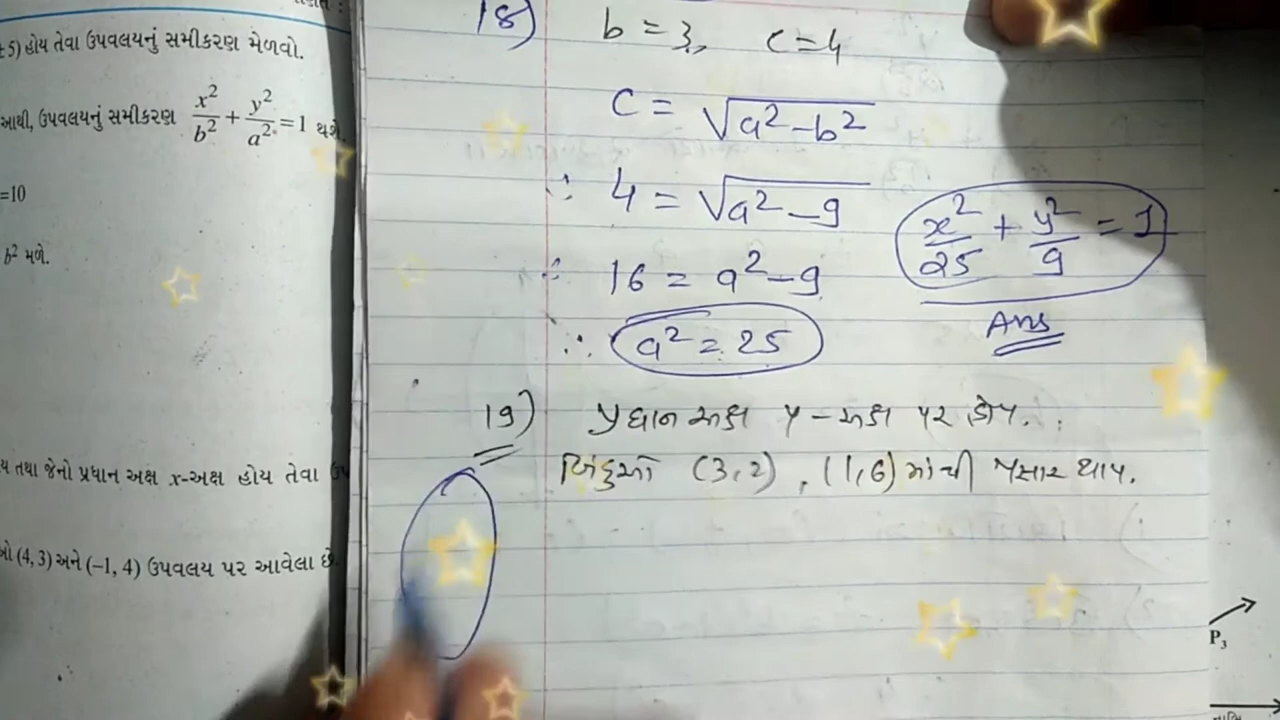 5) હોય તેવા ઉપવલયનું સમીકરણ મેળવો.
આથી, ઉપવલયનું સમીકરણ x²/b² + y²/a² = 1 થશે.
=10
b² મળે.
ય તથા જેનો પ્રધાન અક્ષ x-અક્ષ હોય તેવા
(4, 3) અને (−1, 4) ઉપવલય પર આવેલા છે
18) b = 3, c = 4
c = √a² − b²
∴ 4 = √a² − 9
∴ 16 = a² − 9
∴ a² = 25
x²/25 + y²/9 = 1
Ans
19) પ્રધાન અક્ષ y - અક્ષ પર હોય.
બિંદુઓ (3,2), (1,6) માંથી પસાર થાય.
P₃